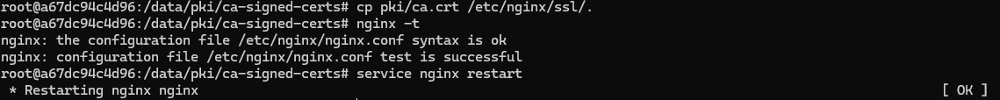 root@a67dc94c4d96:/data/pki/ca-signed-certs# cp pki/ca.crt /etc/nginx/ssl/.
root@a67dc94c4d96:/data/pki/ca-signed-certs# nginx -t
nginx: the configuration file /etc/nginx/nginx.conf syntax is ok
nginx: configuration file /etc/nginx/nginx.conf test is successful
root@a67dc94c4d96:/data/pki/ca-signed-certs# service nginx restart
 * Restarting nginx nginx [ OK ]